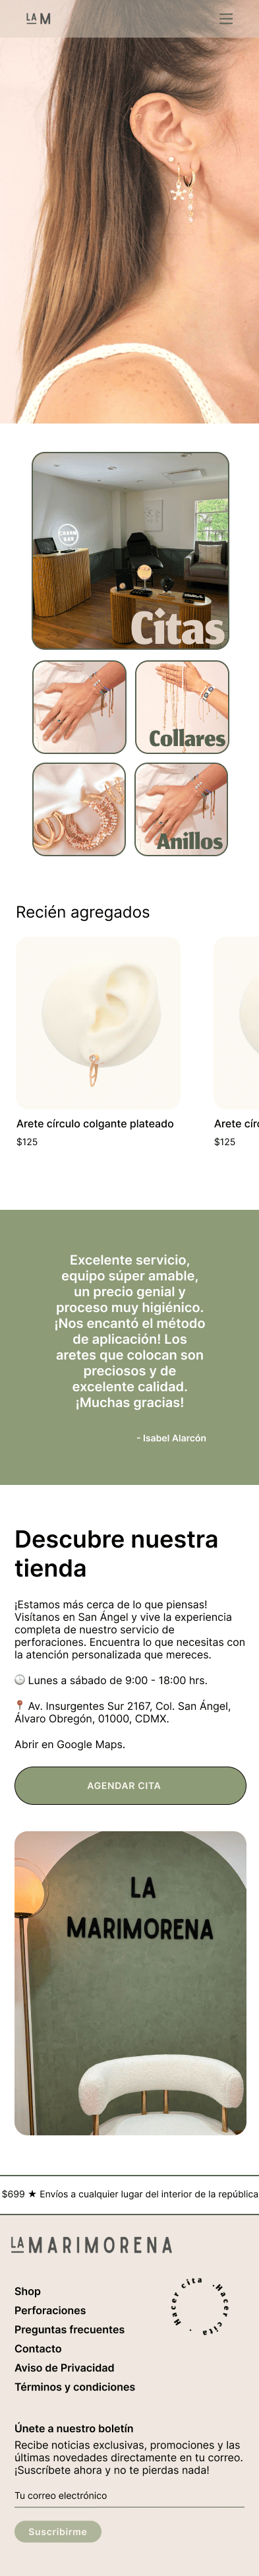 LA M
CHARM
BAR
Citas
Collares
Anillos
Recién agregados
Arete círculo colgante plateado
$125
Arete círc
$125
Excelente servicio,
equipo súper amable,
un precio genial y
proceso muy higiénico.
¡Nos encantó el método
de aplicación! Los
aretes que colocan son
preciosos y de
excelente calidad.
¡Muchas gracias!
- Isabel Alarcón
Descubre nuestra
tienda
¡Estamos más cerca de lo que piensas!
Visítanos en San Ángel y vive la experiencia
completa de nuestro servicio de
perforaciones. Encuentra lo que necesitas con
la atención personalizada que mereces.
🕒 Lunes a sábado de 9:00 - 18:00 hrs.
📍 Av. Insurgentes Sur 2167, Col. San Ángel,
Álvaro Obregón, 01000, CDMX.
Abrir en Google Maps.
AGENDAR CITA
LA
MARIMORENA
$699 ★ Envíos a cualquier lugar del interior de la república
LA MARIMORENA
Shop
Perforaciones
Preguntas frecuentes
Contacto
Aviso de Privacidad
Términos y condiciones
· Hacer cita · Hacer cita
Únete a nuestro boletín
Recibe noticias exclusivas, promociones y las
últimas novedades directamente en tu correo.
¡Suscríbete ahora y no te pierdas nada!
Tu correo electrónico
Suscribirme